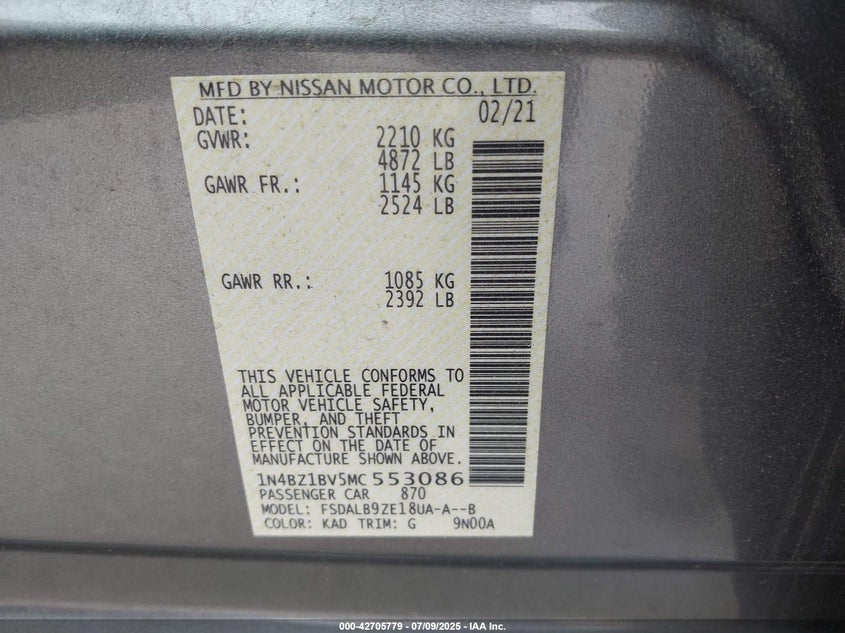 MFD BY NISSAN MOTOR CO., LTD.
DATE: 02/21
GVWR: 2210 KG
4872 LB
GAWR FR.: 1145 KG
2524 LB
GAWR RR.: 1085 KG
2392 LB
THIS VEHICLE CONFORMS TO
ALL APPLICABLE FEDERAL
MOTOR VEHICLE SAFETY,
BUMPER, AND THEFT
PREVENTION STANDARDS IN
EFFECT ON THE DATE OF
MANUFACTURE SHOWN ABOVE.
1N4BZ1BV5MC 553086
PASSENGER CAR 870
MODEL: FSDALB9ZE18UA-A--B
COLOR: KAD TRIM: G 9N00A
000-42705779 - 07/09/2025 - IAA Inc.